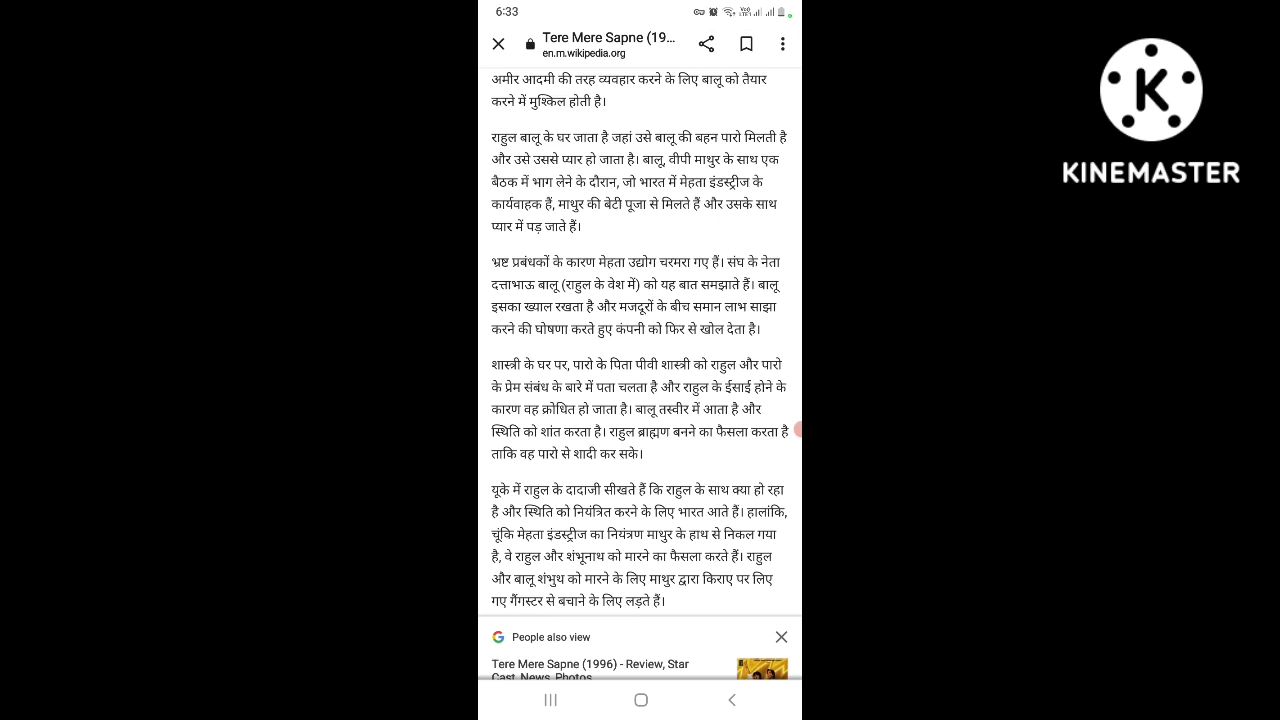 6:33
Tere Mere Sapne (19...
en.m.wikipedia.org
K
KINEMASTER
अमीर आदमी की तरह व्यवहार करने के लिए बालू को तैयार
करने में मुश्किल होती है।
राहुल बालू के घर जाता है जहां उसे बालू की बहन पारो मिलती है
और उसे उससे प्यार हो जाता है। बालू, वीपी माथुर के साथ एक
बैठक में भाग लेने के दौरान, जो भारत में मेहता इंडस्ट्रीज के
कार्यवाहक हैं, माथुर की बेटी पूजा से मिलते हैं और उसके साथ
प्यार में पड़ जाते हैं।
भ्रष्ट प्रबंधकों के कारण मेहता उद्योग चरमरा गए हैं। संघ के नेता
दत्ताभाऊ बालू (राहुल के वेश में) को यह बात समझाते हैं। बालू
इसका ख्याल रखता है और मजदूरों के बीच समान लाभ साझा
करने की घोषणा करते हुए कंपनी को फिर से खोल देता है।
शास्त्री के घर पर, पारो के पिता पीवी शास्त्री को राहुल और पारो
के प्रेम संबंध के बारे में पता चलता है और राहुल के ईसाई होने के
कारण वह क्रोधित हो जाता है। बालू तस्वीर में आता है और
स्थिति को शांत करता है। राहुल ब्राह्मण बनने का फैसला करता है
ताकि वह पारो से शादी कर सके।
यूके में राहुल के दादाजी सीखते हैं कि राहुल के साथ क्या हो रहा
है और स्थिति को नियंत्रित करने के लिए भारत आते हैं। हालांकि,
चूंकि मेहता इंडस्ट्रीज का नियंत्रण माथुर के हाथ से निकल गया
है, वे राहुल और शंभूनाथ को मारने का फैसला करते हैं। राहुल
और बालू शंभुथ को मारने के लिए माथुर द्वारा किराए पर लिए
गए गैंगस्टर से बचाने के लिए लड़ते हैं।
People also view
Tere Mere Sapne (1996) - Review, Star
Cast, News, Photos